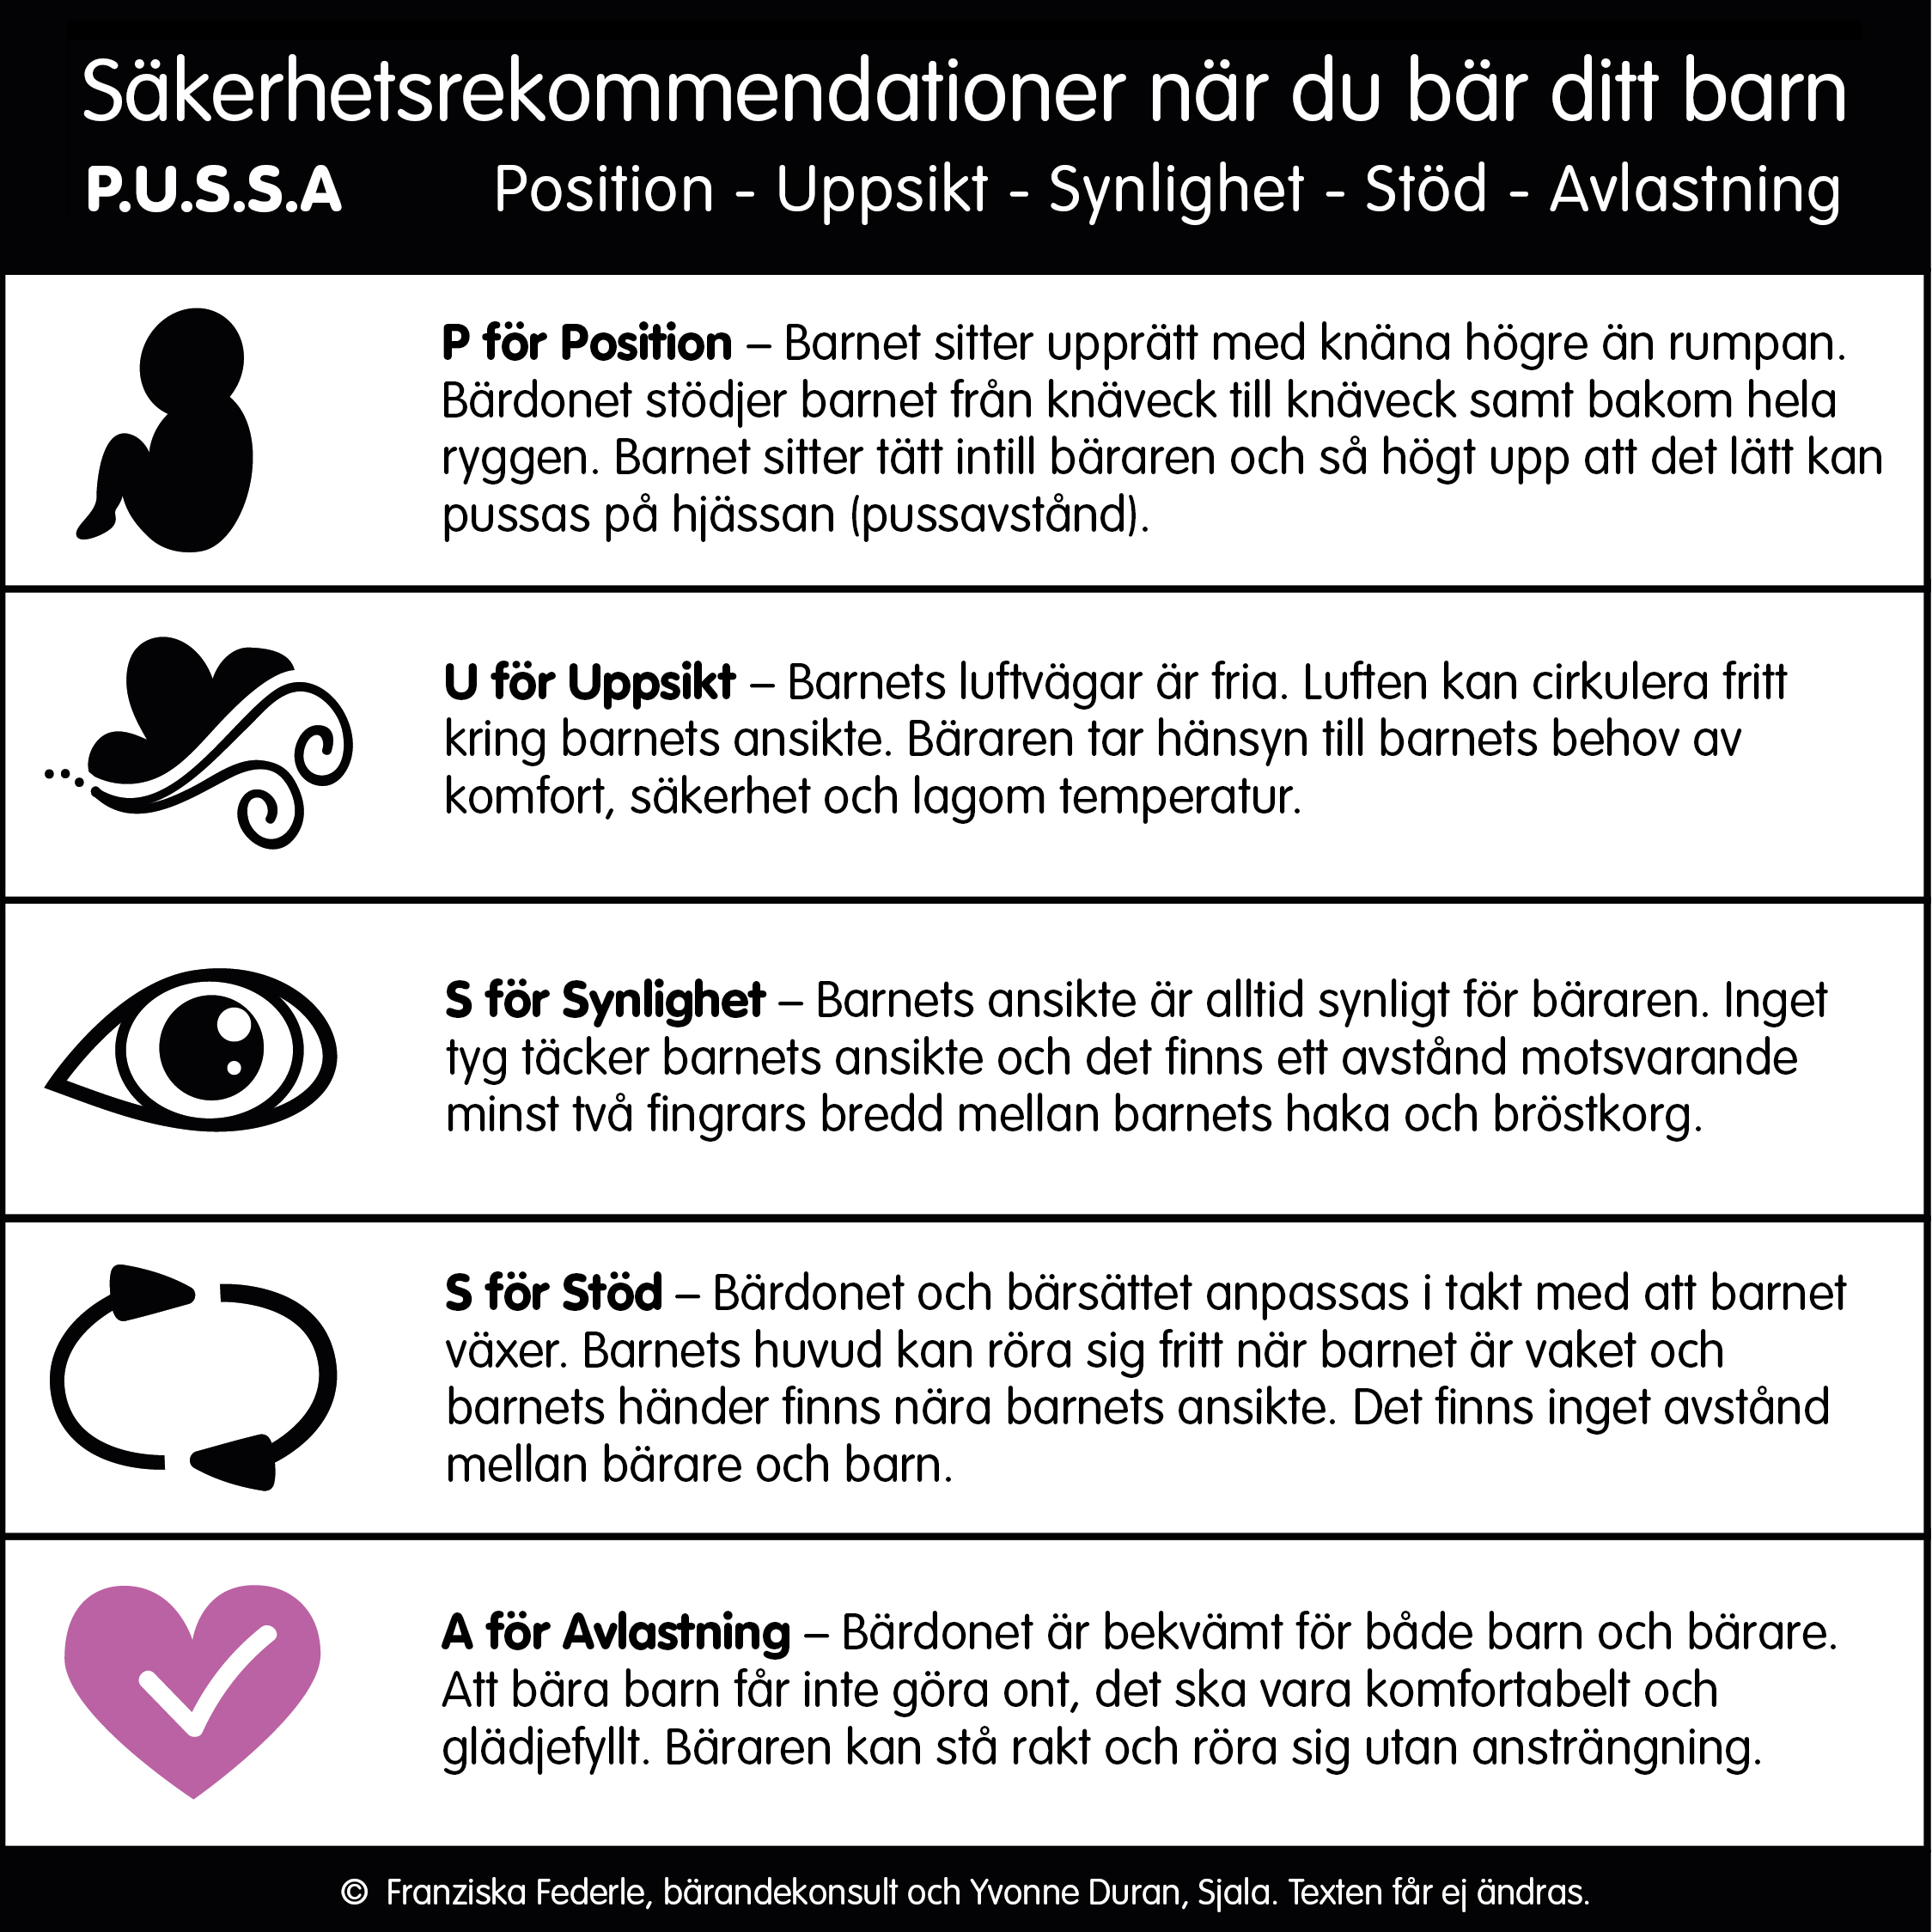 Säkerhetsrekommendationer när du bär ditt barn
P.U.S.S.A Position - Uppsikt - Synlighet - Stöd - Avlastning
P för Position – Barnet sitter upprätt med knäna högre än rumpan.
Bärdonet stödjer barnet från knäveck till knäveck samt bakom hela
ryggen. Barnet sitter tätt intill bäraren och så högt upp att det lätt kan
pussas på hjässan (pussavstånd).
U för Uppsikt – Barnets luftvägar är fria. Luften kan cirkulera fritt
kring barnets ansikte. Bäraren tar hänsyn till barnets behov av
komfort, säkerhet och lagom temperatur.
S för Synlighet – Barnets ansikte är alltid synligt för bäraren. Inget
tyg täcker barnets ansikte och det finns ett avstånd motsvarande
minst två fingrars bredd mellan barnets haka och bröstkorg.
S för Stöd – Bärdonet och bärsättet anpassas i takt med att barnet
växer. Barnets huvud kan röra sig fritt när barnet är vaket och
barnets händer finns nära barnets ansikte. Det finns inget avstånd
mellan bärare och barn.
A för Avlastning – Bärdonet är bekvämt för både barn och bärare.
Att bära barn får inte göra ont, det ska vara komfortabelt och
glädjefyllt. Bäraren kan stå rakt och röra sig utan ansträngning.
© Franziska Federle, bärandekonsult och Yvonne Duran, Sjala. Texten får ej ändras.